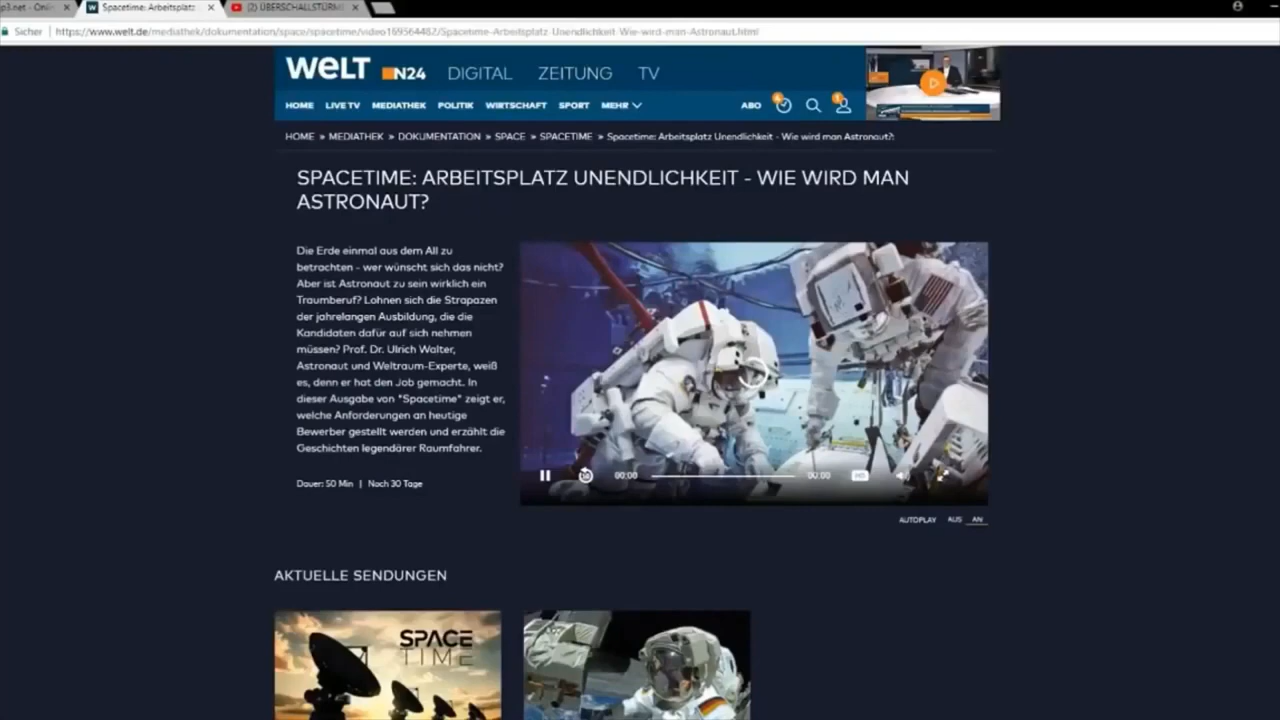 p3.net - Onlin
Spacetime: Arbeitsplatz
(2) ÜBERSCHALLSTÜRME
Sicher
https://www.welt.de/mediathek/dokumentation/space/spacetime/video169564482/Spacetime-Arbeitsplatz-Unendlichkeit-Wie-wird-man-Astronaut.html
welt N24 DIGITAL ZEITUNG TV
HOME LIVE TV MEDIATHEK POLITIK WIRTSCHAFT SPORT MEHR ABO
HOME » MEDIATHEK » DOKUMENTATION » SPACE » SPACETIME » Spacetime: Arbeitsplatz Unendlichkeit - Wie wird man Astronaut?:
SPACETIME: ARBEITSPLATZ UNENDLICHKEIT - WIE WIRD MAN
ASTRONAUT?
Die Erde einmal aus dem All zu
betrachten - wer wünscht sich das nicht?
Aber ist Astronaut zu sein wirklich ein
Traumberuf? Lohnen sich die Strapazen
der jahrelangen Ausbildung, die die
Kandidaten dafür auf sich nehmen
müssen? Prof. Dr. Ulrich Walter,
Astronaut und Weltraum-Experte, weiß
es, denn er hat den Job gemacht. In
dieser Ausgabe von "Spacetime" zeigt er,
welche Anforderungen an heutige
Bewerber gestellt werden und erzählt die
Geschichten legendärer Raumfahrer.
Dauer: 50 Min | Noch 30 Tage
00:00 00:00 HD
AUTOPLAY AUS AN
AKTUELLE SENDUNGEN
SPACE
TIME